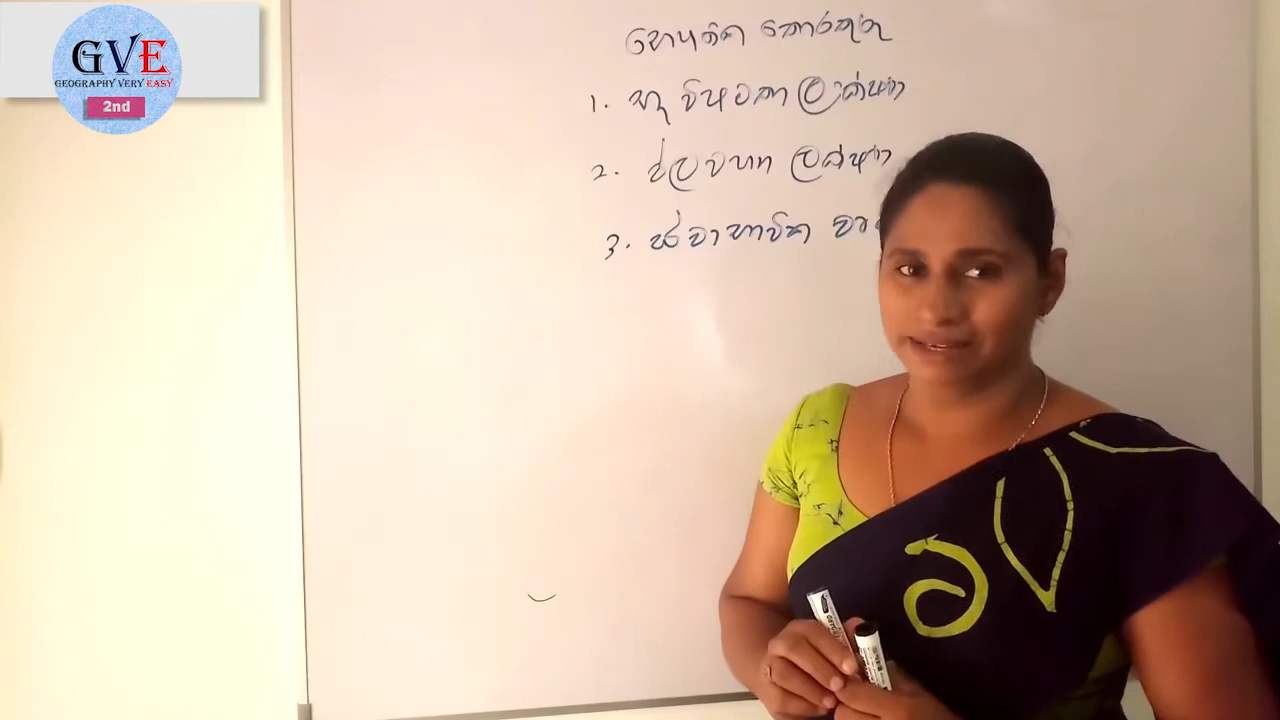 GVE
GEOGRAPHY VERY EASY
2nd
භෞතික තොරතුරු
1. භූ විෂමතා ලක්ෂණ
2. ජලවහන ලක්ෂණ
3. ස්වාභාවික